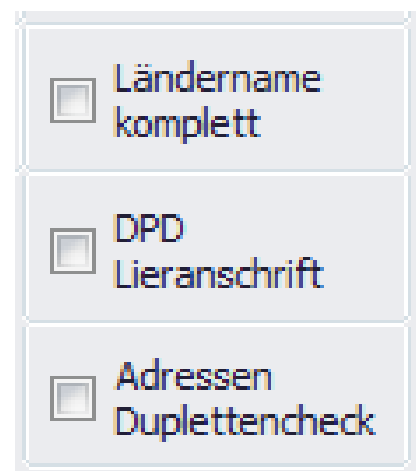 Ländername
komplett
DPD
Lieranschrift
Adressen
Duplettencheck